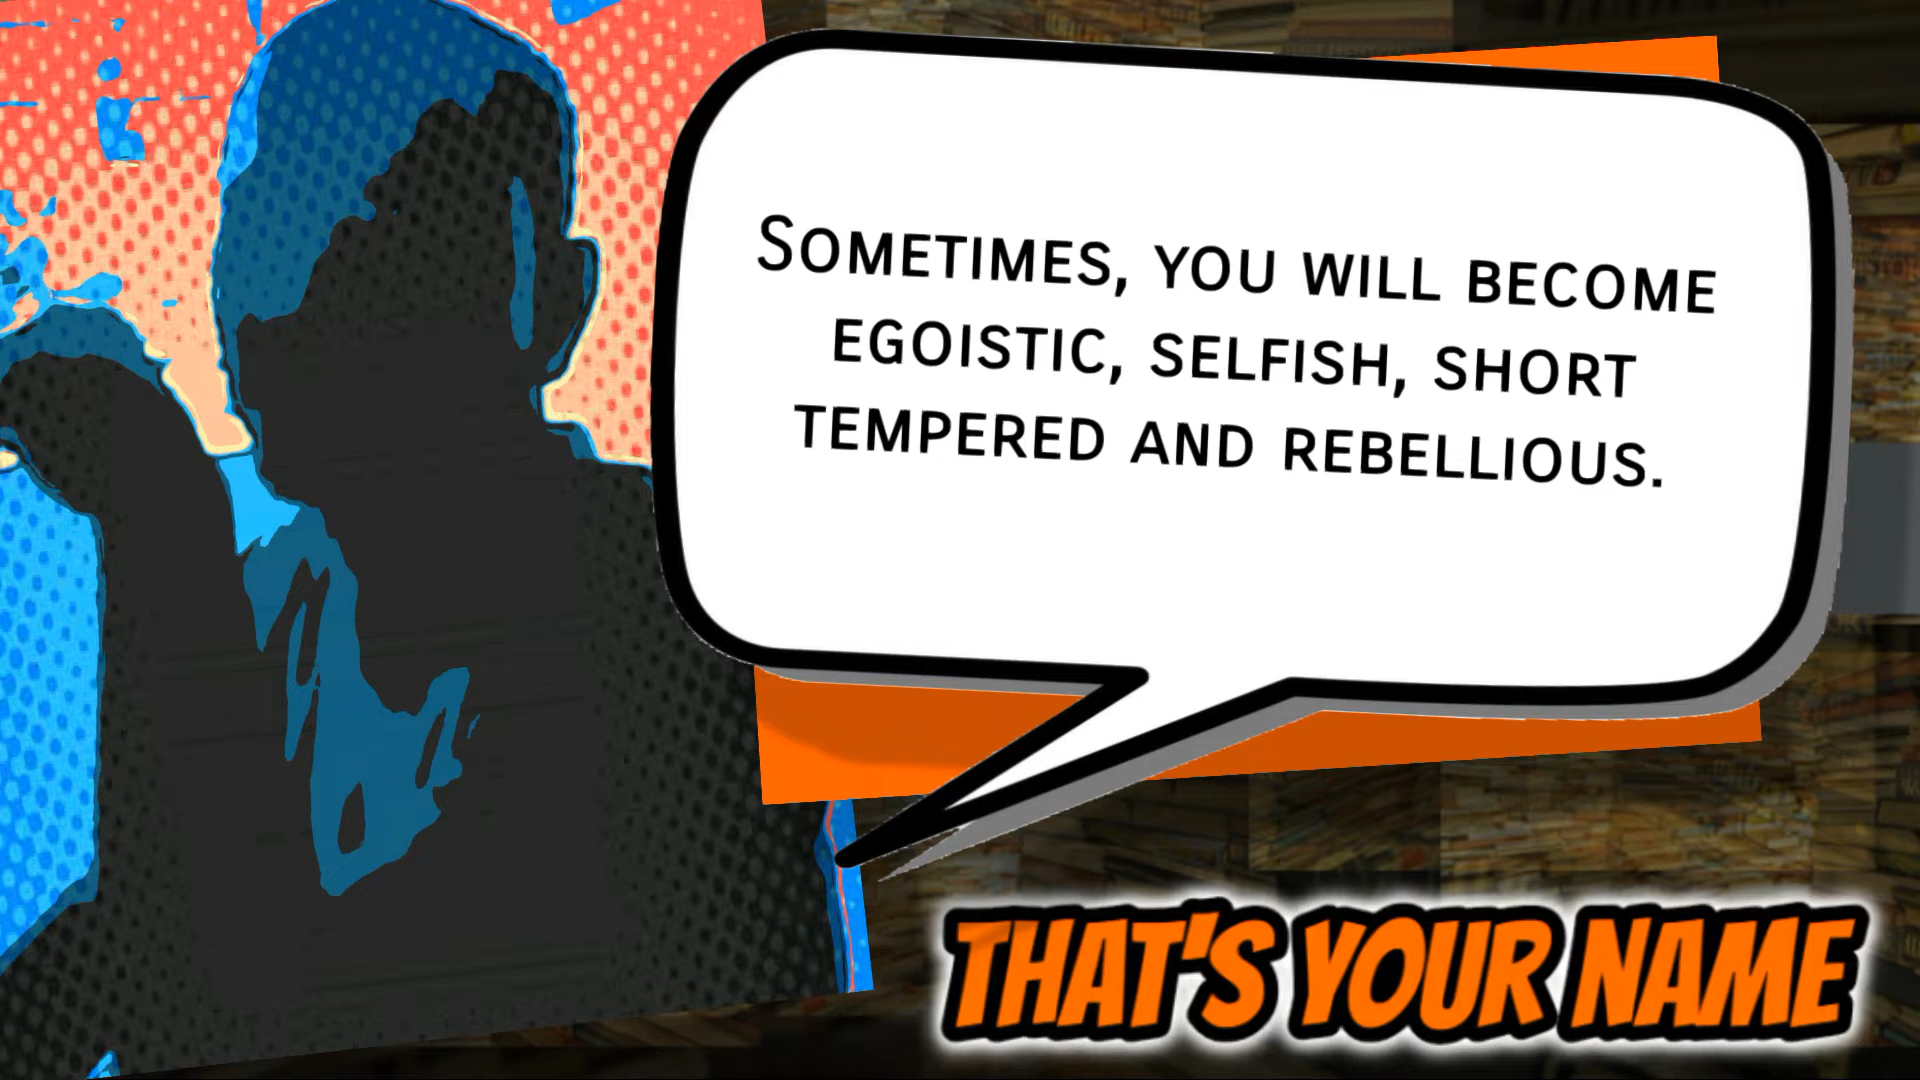 Sometimes, you will become
egoistic, selfish, short
tempered and rebellious.
THAT'S YOUR NAME